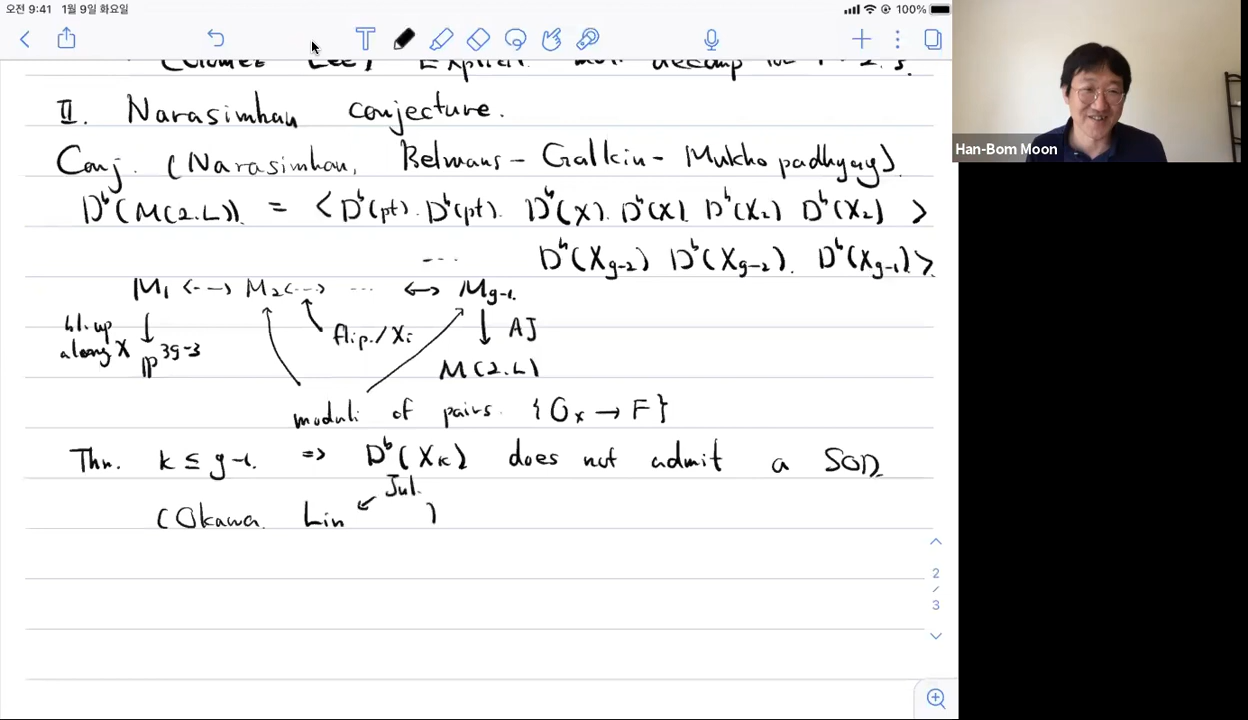 오전 9:41 1월 9일 화요일 100%
Explicit decomp
II. Narasimhan conjecture.
Conj. (Narasimhan, Belmans - Galkin - Mukhopadhyay)
D^b(M(2.L)) = <D^b(pt). D^b(pt). D^b(X). D^b(X) D^b(X_2) D^b(X_2) >
... D^b(X_{g-2}) D^b(X_{g-2}). D^b(X_{g-1})>
M_1 <--> M_2 <--> ... <-> M_{g-1}.
bl. up along X ↓ P^{3g-3} flip./X_i ↓ AJ
M(2.L)
moduli of pairs. {O_X → F}
Thm. k ≤ g-1. => D^b(X_k) does not admit a SOD
Jul.
(Okawa. Lin )
2
/
3
Han-Bom Moon